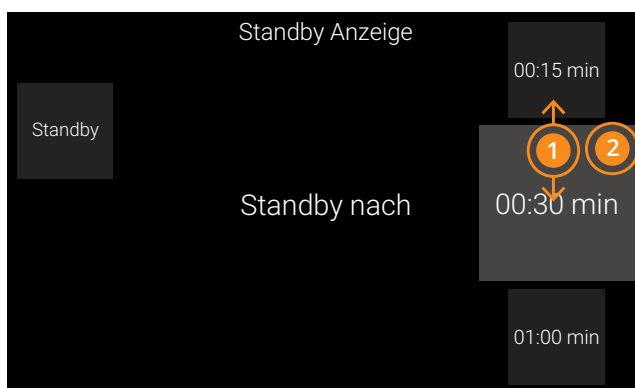 Standby Anzeige
00:15 min
Standby
1
2
Standby nach
00:30 min
01:00 min